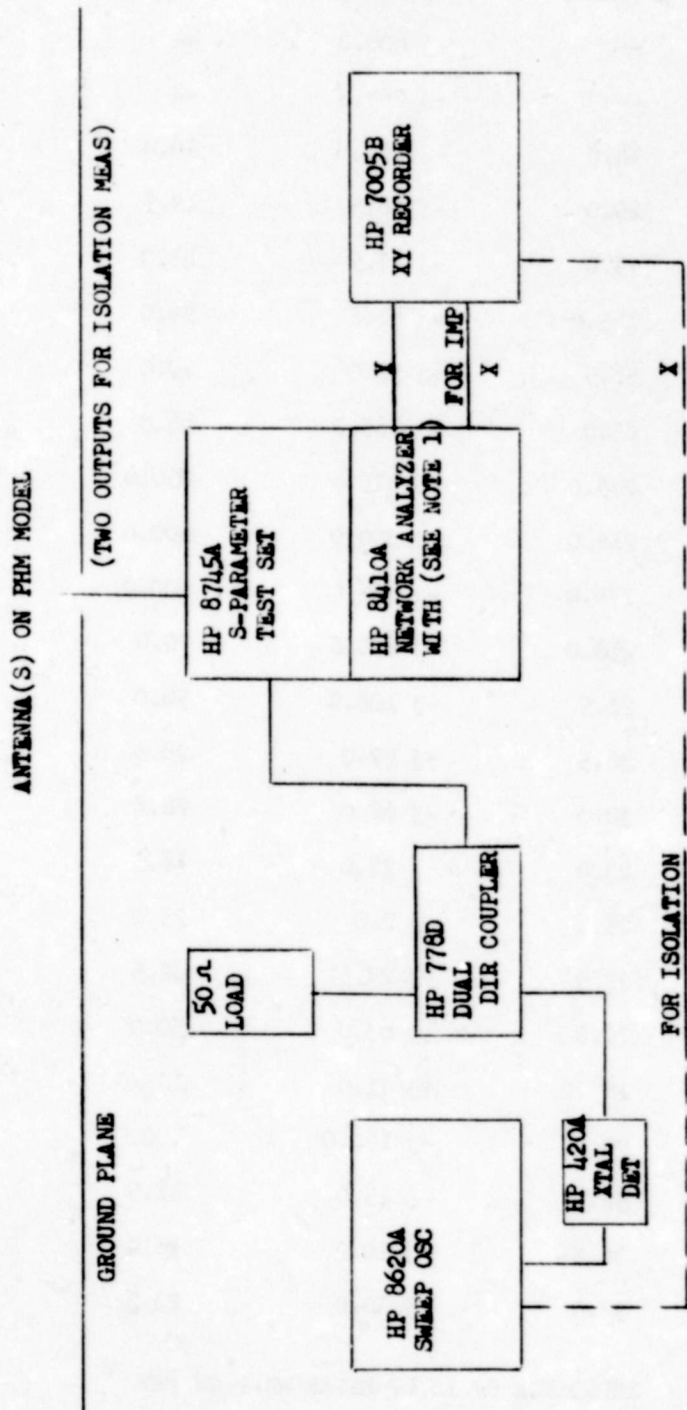 ANTENNA(S) ON PHM MODEL
GROUND PLANE
(TWO OUTPUTS FOR ISOLATION MEAS)
50Ω
LOAD
HP 8745A
S-PARAMETER
TEST SET
HP 8620A
SWEEP OSC
HP 778D
DUAL
DIR COUPLER
HP 8410A
NETWORK ANALYZER
WITH (SEE NOTE 1)
HP 7005B
XY RECORDER
Y
FOR IMP
X
HP 420A
XTAL
DET
FOR ISOLATION
X